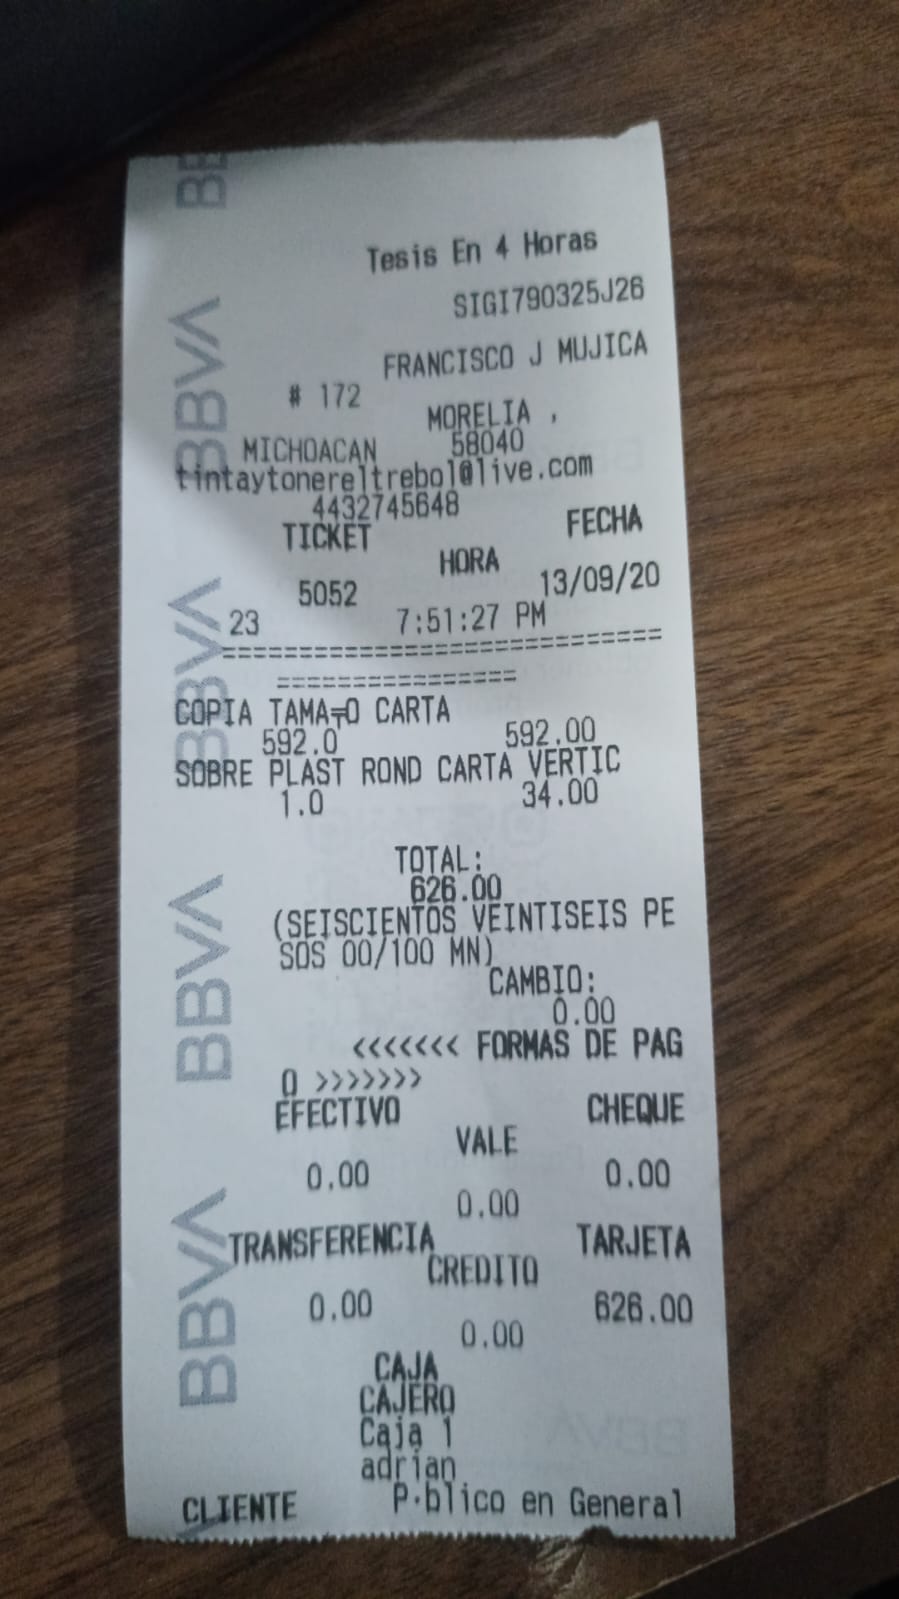 Tesis En 4 Horas
SIGI790325J26
FRANCISCO J MUJICA
# 172
MORELIA ,
MICHOACAN 58040
tintaytonereltrebol@live.com
4432745648
TICKET HORA FECHA
5052 13/09/20
23 7:51:27 PM
=============================
================
COPIA TAMA╤O CARTA
592.0 592.00
SOBRE PLAST ROND CARTA VERTIC
1.0 34.00
TOTAL:
626.00
(SEISCIENTOS VEINTISEIS PE
SOS 00/100 MN)
CAMBIO:
0.00
<<<<<<< FORMAS DE PAG
O >>>>>>>
EFECTIVO VALE CHEQUE
0.00 0.00 0.00
TRANSFERENCIA CREDITO TARJETA
0.00 0.00 626.00
CAJA
CAJERO
Caja 1
adrian
CLIENTE P·blico en General
BBVA
BBVA
BBVA
BBVA
BBVA